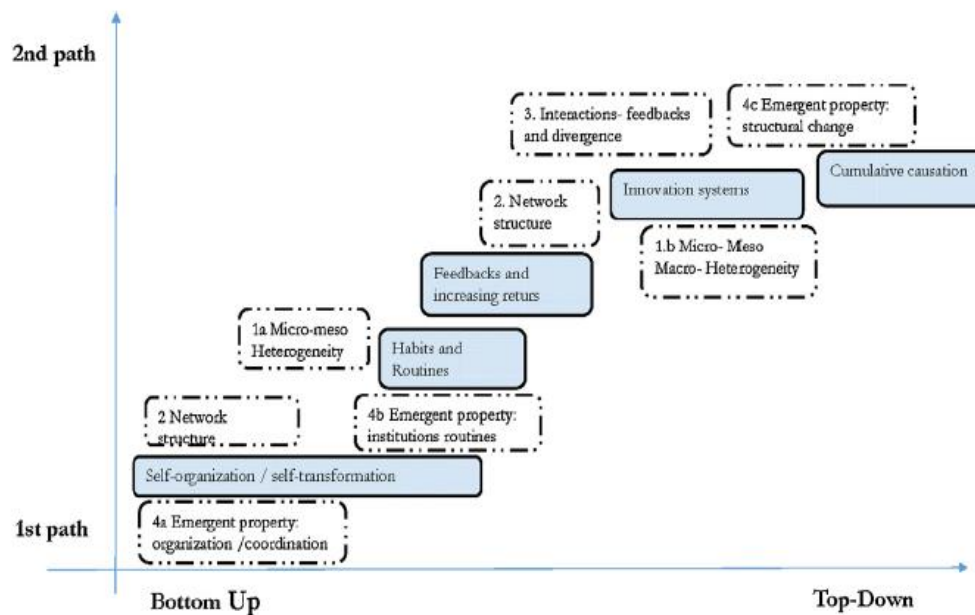 2nd path
3. Interactions- feedbacks
and divergence
4c Emergent property:
structural change
Cumulative causation
Innovation systems
2. Network
structure
1.b Micro- Meso
Macro- Heterogeneity
Feedbacks and
increasing returs
1a Micro-meso
Heterogeneity
Habits and
Routines
2 Network
structure
4b Emergent property:
institutions routines
Self-organization / self-transformation
1st path
4a Emergent property:
organization /coordination
Bottom Up
Top-Down